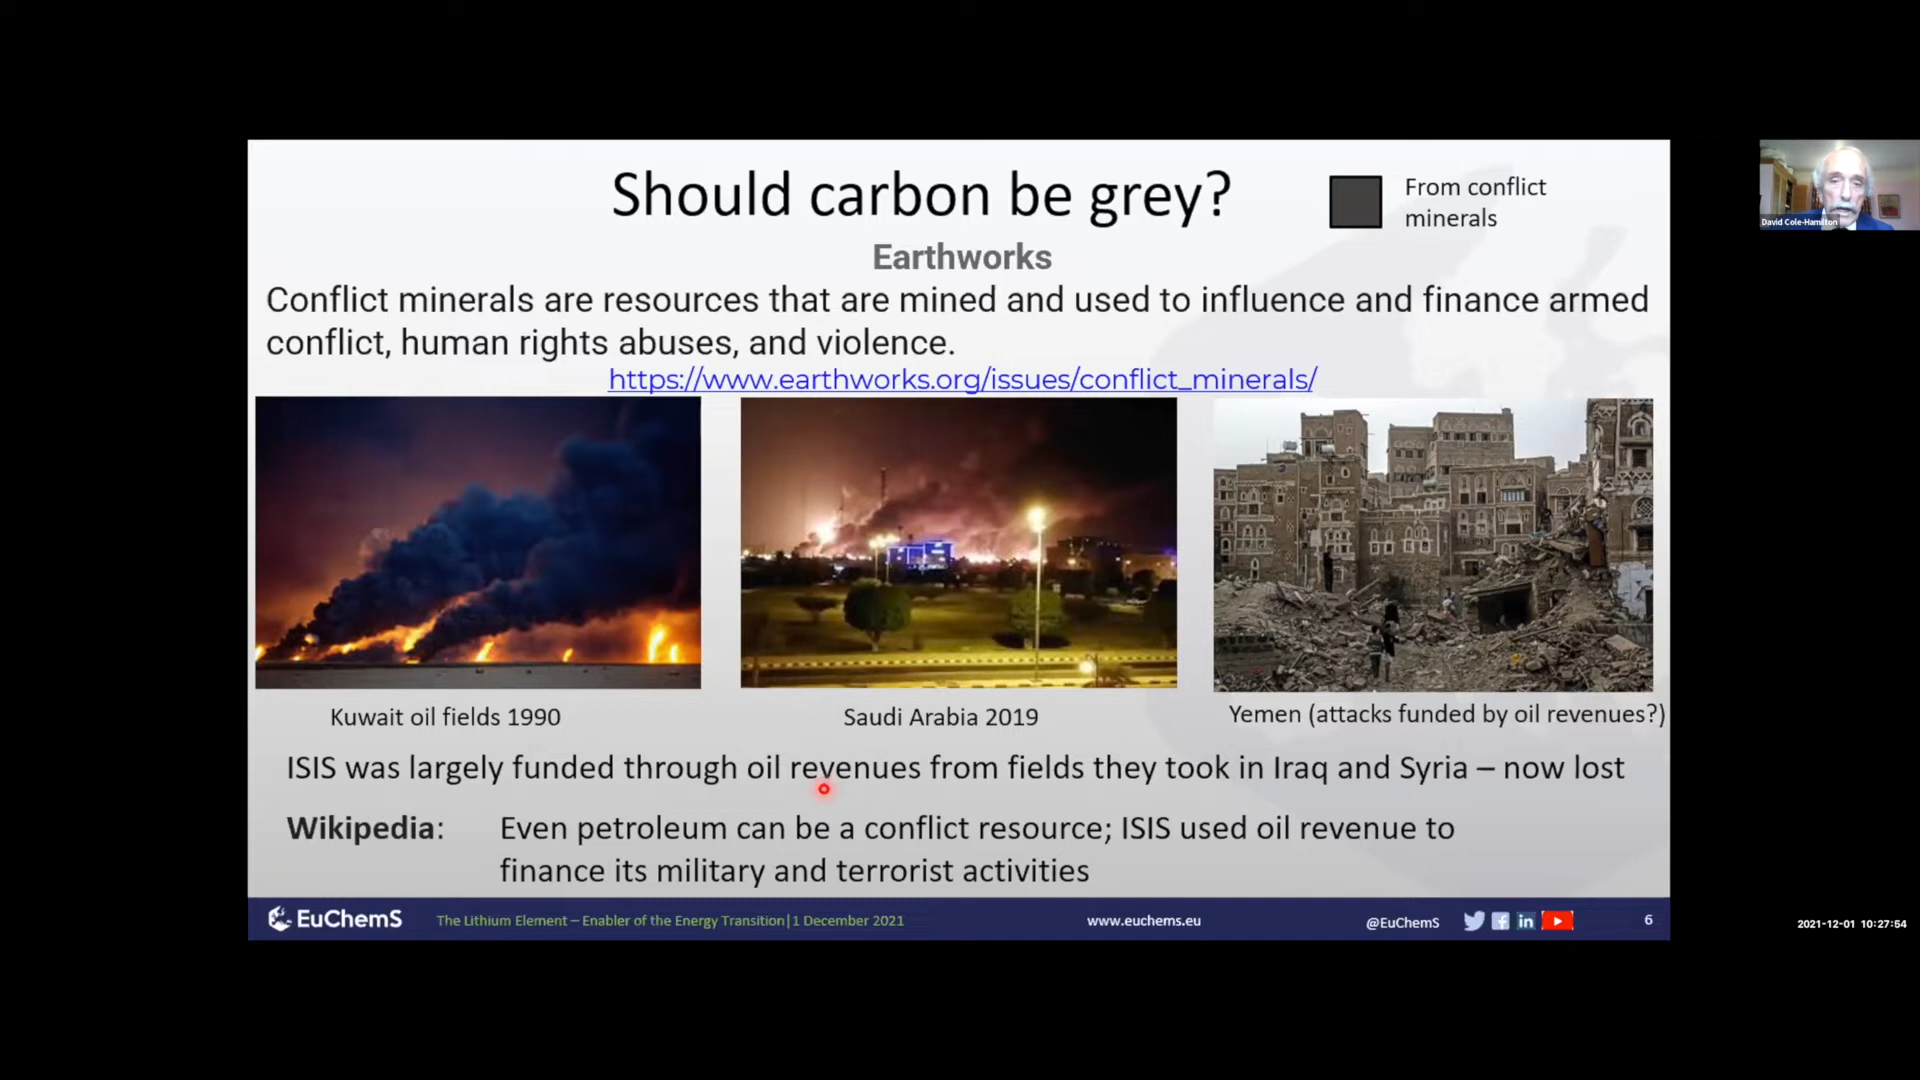 Should carbon be grey?
From conflict
minerals
Earthworks
Conflict minerals are resources that are mined and used to influence and finance armed
conflict, human rights abuses, and violence.
https://www.earthworks.org/issues/conflict_minerals/
Kuwait oil fields 1990
Saudi Arabia 2019
Yemen (attacks funded by oil revenues?)
ISIS was largely funded through oil revenues from fields they took in Iraq and Syria – now lost
Wikipedia: Even petroleum can be a conflict resource; ISIS used oil revenue to
finance its military and terrorist activities
EuChemS
The Lithium Element – Enabler of the Energy Transition|1 December 2021
www.euchems.eu
@EuChemS
in
6
David Cole-Hamilton
2021-12-01 10:27:54